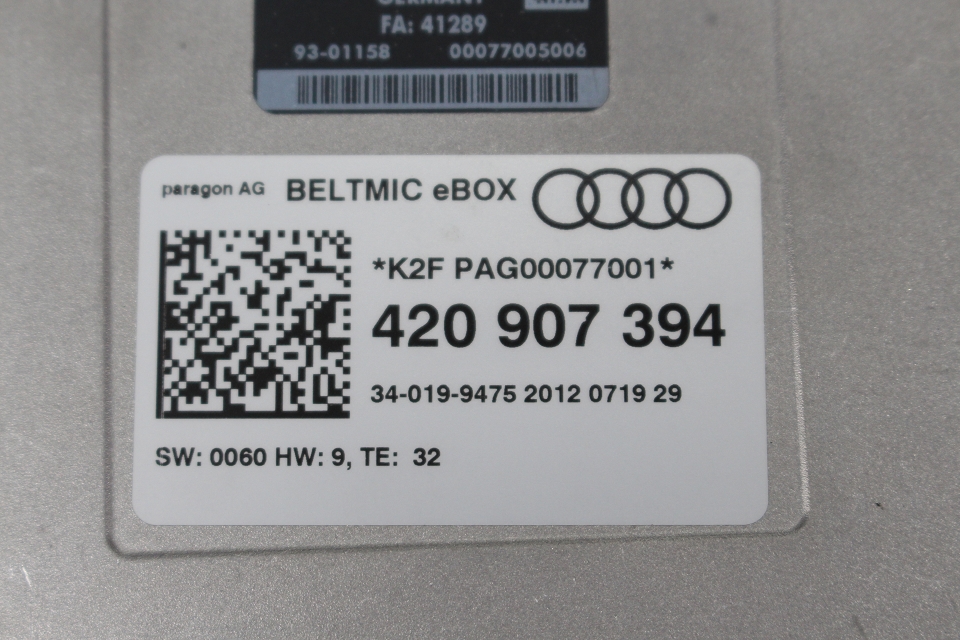 GERMANY
FA: 41289
93-01158 00077005006
paragon AG BELTMIC eBOX
*K2F PAG00077001*
420 907 394
34-019-9475 2012 0719 29
SW: 0060 HW: 9, TE: 32